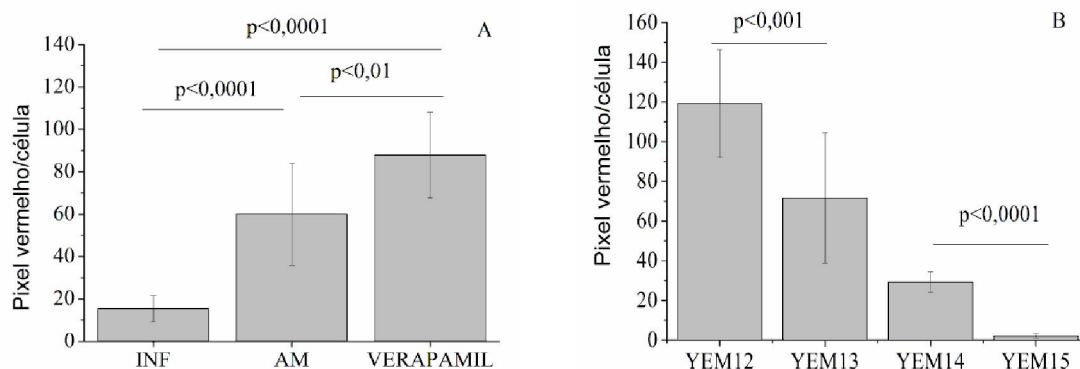 A
p<0,0001
p<0,01
p<0,0001
Pixel vermelho/célula
140
120
100
80
60
40
20
0
INF AM VERAPAMIL
B
p<0,001
p<0,0001
Pixel vermelho/célula
160
140
120
100
80
60
40
20
0
YEM12 YEM13 YEM14 YEM15